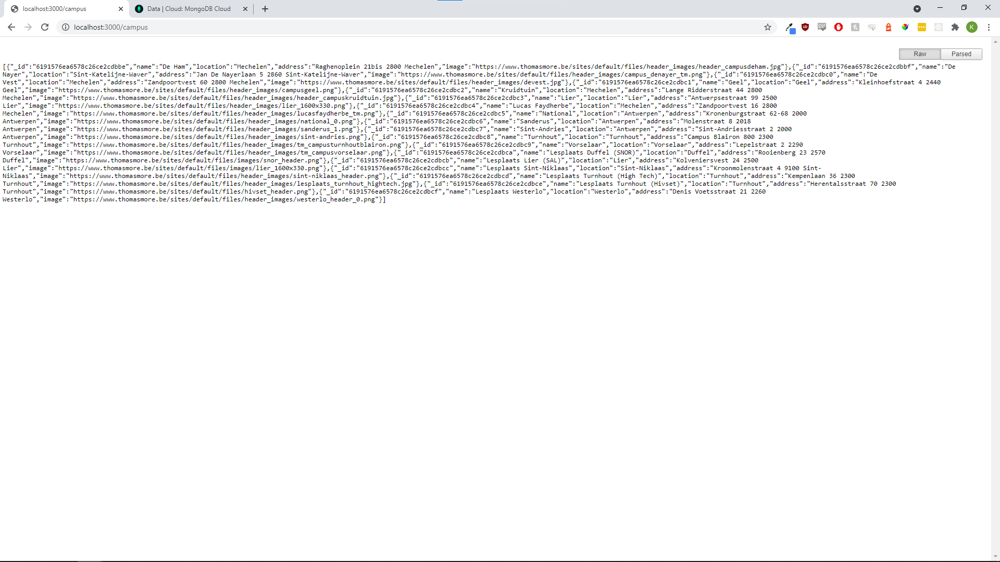 localhost:3000/campus
Data | Cloud: MongoDB Cloud
localhost:3000/campus
K
Raw
Parsed
[{"_id":"6191576ea6578c26ce2cdbbe","name":"De Ham","location":"Mechelen","address":"Raghenoplein 21bis 2800 Mechelen","image":"https://www.thomasmore.be/sites/default/files/header_images/header_campusdeham.jpg"},{"_id":"6191576ea6578c26ce2cdbbf","name":"De
Nayer","location":"Sint-Katelijne-Waver","address":"Jan De Nayerlaan 5 2860 Sint-Katelijne-Waver","image":"https://www.thomasmore.be/sites/default/files/header_images/campus_denayer_tm.png"},{"_id":"6191576ea6578c26ce2cdbc0","name":"De
Vest","location":"Mechelen","address":"Zandpoortvest 60 2800 Mechelen","image":"https://www.thomasmore.be/sites/default/files/header_images/devest.jpg"},{"_id":"6191576ea6578c26ce2cdbc1","name":"Geel","location":"Geel","address":"Kleinhoefstraat 4 2440
Geel","image":"https://www.thomasmore.be/sites/default/files/header_images/campusgeel.png"},{"_id":"6191576ea6578c26ce2cdbc2","name":"Kruidtuin","location":"Mechelen","address":"Lange Ridderstraat 44 2800
Mechelen","image":"https://www.thomasmore.be/sites/default/files/header_images/header_campuskruidtuin.jpg"},{"_id":"6191576ea6578c26ce2cdbc3","name":"Lier","location":"Lier","address":"Antwerpsestraat 99 2500
Lier","image":"https://www.thomasmore.be/sites/default/files/header_images/lier_1600x330.png"},{"_id":"6191576ea6578c26ce2cdbc4","name":"Lucas Faydherbe","location":"Mechelen","address":"Zandpoortvest 16 2800
Mechelen","image":"https://www.thomasmore.be/sites/default/files/header_images/lucasfaydherbe_tm.png"},{"_id":"6191576ea6578c26ce2cdbc5","name":"National","location":"Antwerpen","address":"Kronenburgstraat 62-68 2000
Antwerpen","image":"https://www.thomasmore.be/sites/default/files/header_images/national_0.png"},{"_id":"6191576ea6578c26ce2cdbc6","name":"Sanderus","location":"Antwerpen","address":"Molenstraat 8 2018
Antwerpen","image":"https://www.thomasmore.be/sites/default/files/header_images/sanderus_1.png"},{"_id":"6191576ea6578c26ce2cdbc7","name":"Sint-Andries","location":"Antwerpen","address":"Sint-Andriesstraat 2 2000
Antwerpen","image":"https://www.thomasmore.be/sites/default/files/header_images/sint-andries.png"},{"_id":"6191576ea6578c26ce2cdbc8","name":"Turnhout","location":"Turnhout","address":"Campus Blairon 800 2300
Turnhout","image":"https://www.thomasmore.be/sites/default/files/header_images/tm_campusturnhoutblairon.png"},{"_id":"6191576ea6578c26ce2cdbc9","name":"Vorselaar","location":"Vorselaar","address":"Lepelstraat 2 2290
Vorselaar","image":"https://www.thomasmore.be/sites/default/files/header_images/tm_campusvorselaar.png"},{"_id":"6191576ea6578c26ce2cdbca","name":"Lesplaats Duffel (SNOR)","location":"Duffel","address":"Rooienberg 23 2570
Duffel","image":"https://www.thomasmore.be/sites/default/files/images/snor_header.png"},{"_id":"6191576ea6578c26ce2cdbcb","name":"Lesplaats Lier (SAL)","location":"Lier","address":"Kolveniersvest 24 2500
Lier","image":"https://www.thomasmore.be/sites/default/files/images/lier_1600x330.png"},{"_id":"6191576ea6578c26ce2cdbcc","name":"Lesplaats Sint-Niklaas","location":"Sint-Niklaas","address":"Kroonmolenstraat 4 9100 Sint-
Niklaas","image":"https://www.thomasmore.be/sites/default/files/header_images/sint-niklaas_header.png"},{"_id":"6191576ea6578c26ce2cdbcd","name":"Lesplaats Turnhout (High Tech)","location":"Turnhout","address":"Kempenlaan 36 2300
Turnhout","image":"https://www.thomasmore.be/sites/default/files/header_images/lesplaats_turnhout_hightech.jpg"},{"_id":"6191576ea6578c26ce2cdbce","name":"Lesplaats Turnhout (Hivset)","location":"Turnhout","address":"Herentalsstraat 70 2300
Turnhout","image":"https://www.thomasmore.be/sites/default/files/hivset_header.png"},{"_id":"6191576ea6578c26ce2cdbcf","name":"Lesplaats Westerlo","location":"Westerlo","address":"Denis Voetsstraat 21 2260
Westerlo","image":"https://www.thomasmore.be/sites/default/files/header_images/westerlo_header_0.png"}]